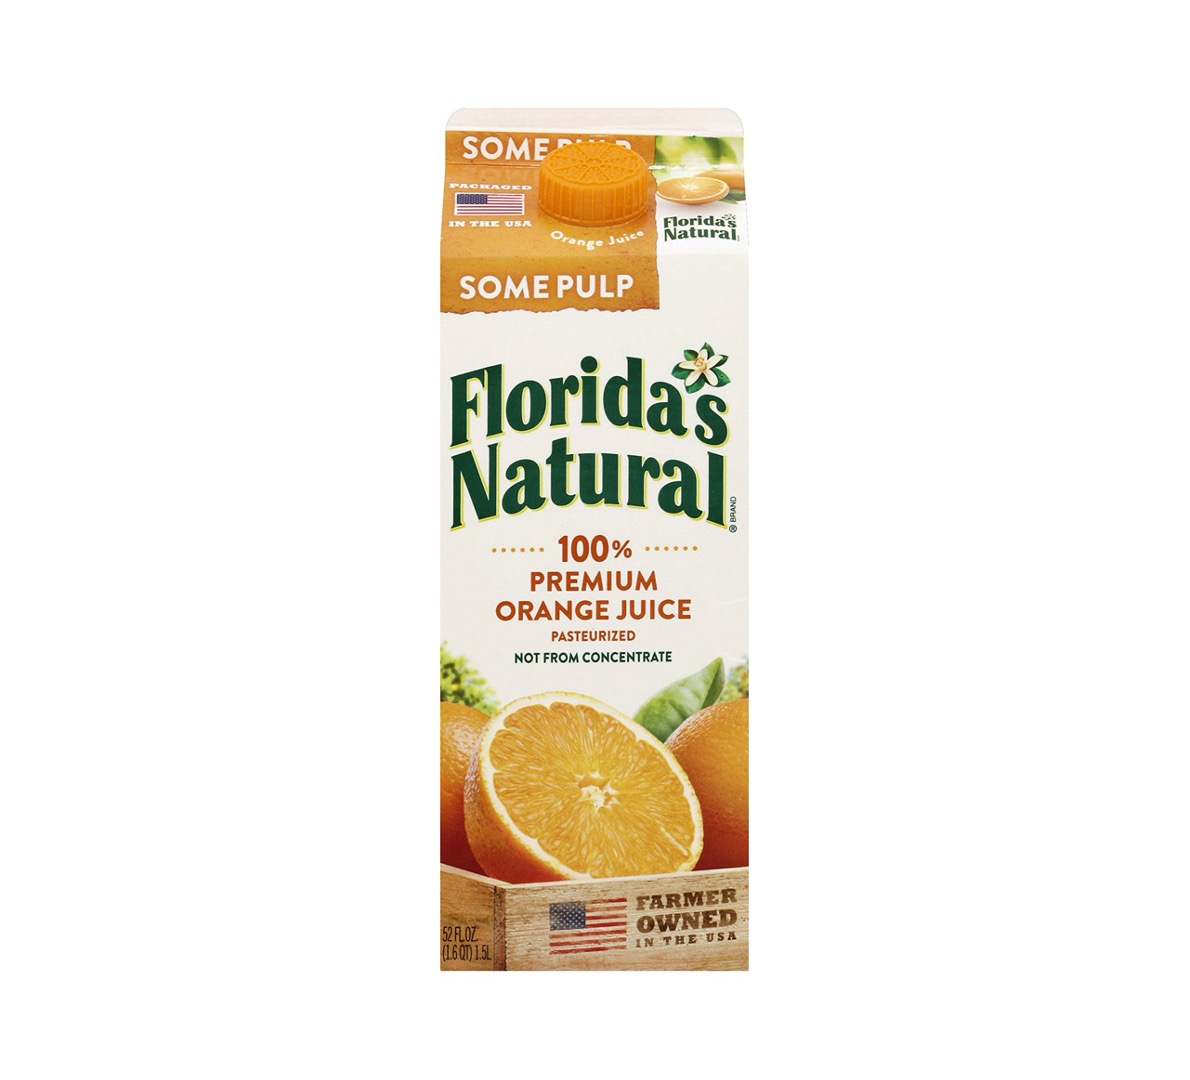 SOME PULP
PACKAGED
IN THE USA
Orange Juice
Florida's
Natural
SOME PULP
Florida's
Natural
® BRAND
100%
PREMIUM
ORANGE JUICE
PASTEURIZED
NOT FROM CONCENTRATE
FARMER
OWNED
IN THE USA
52 FL OZ
(1.6 QT) 1.5L